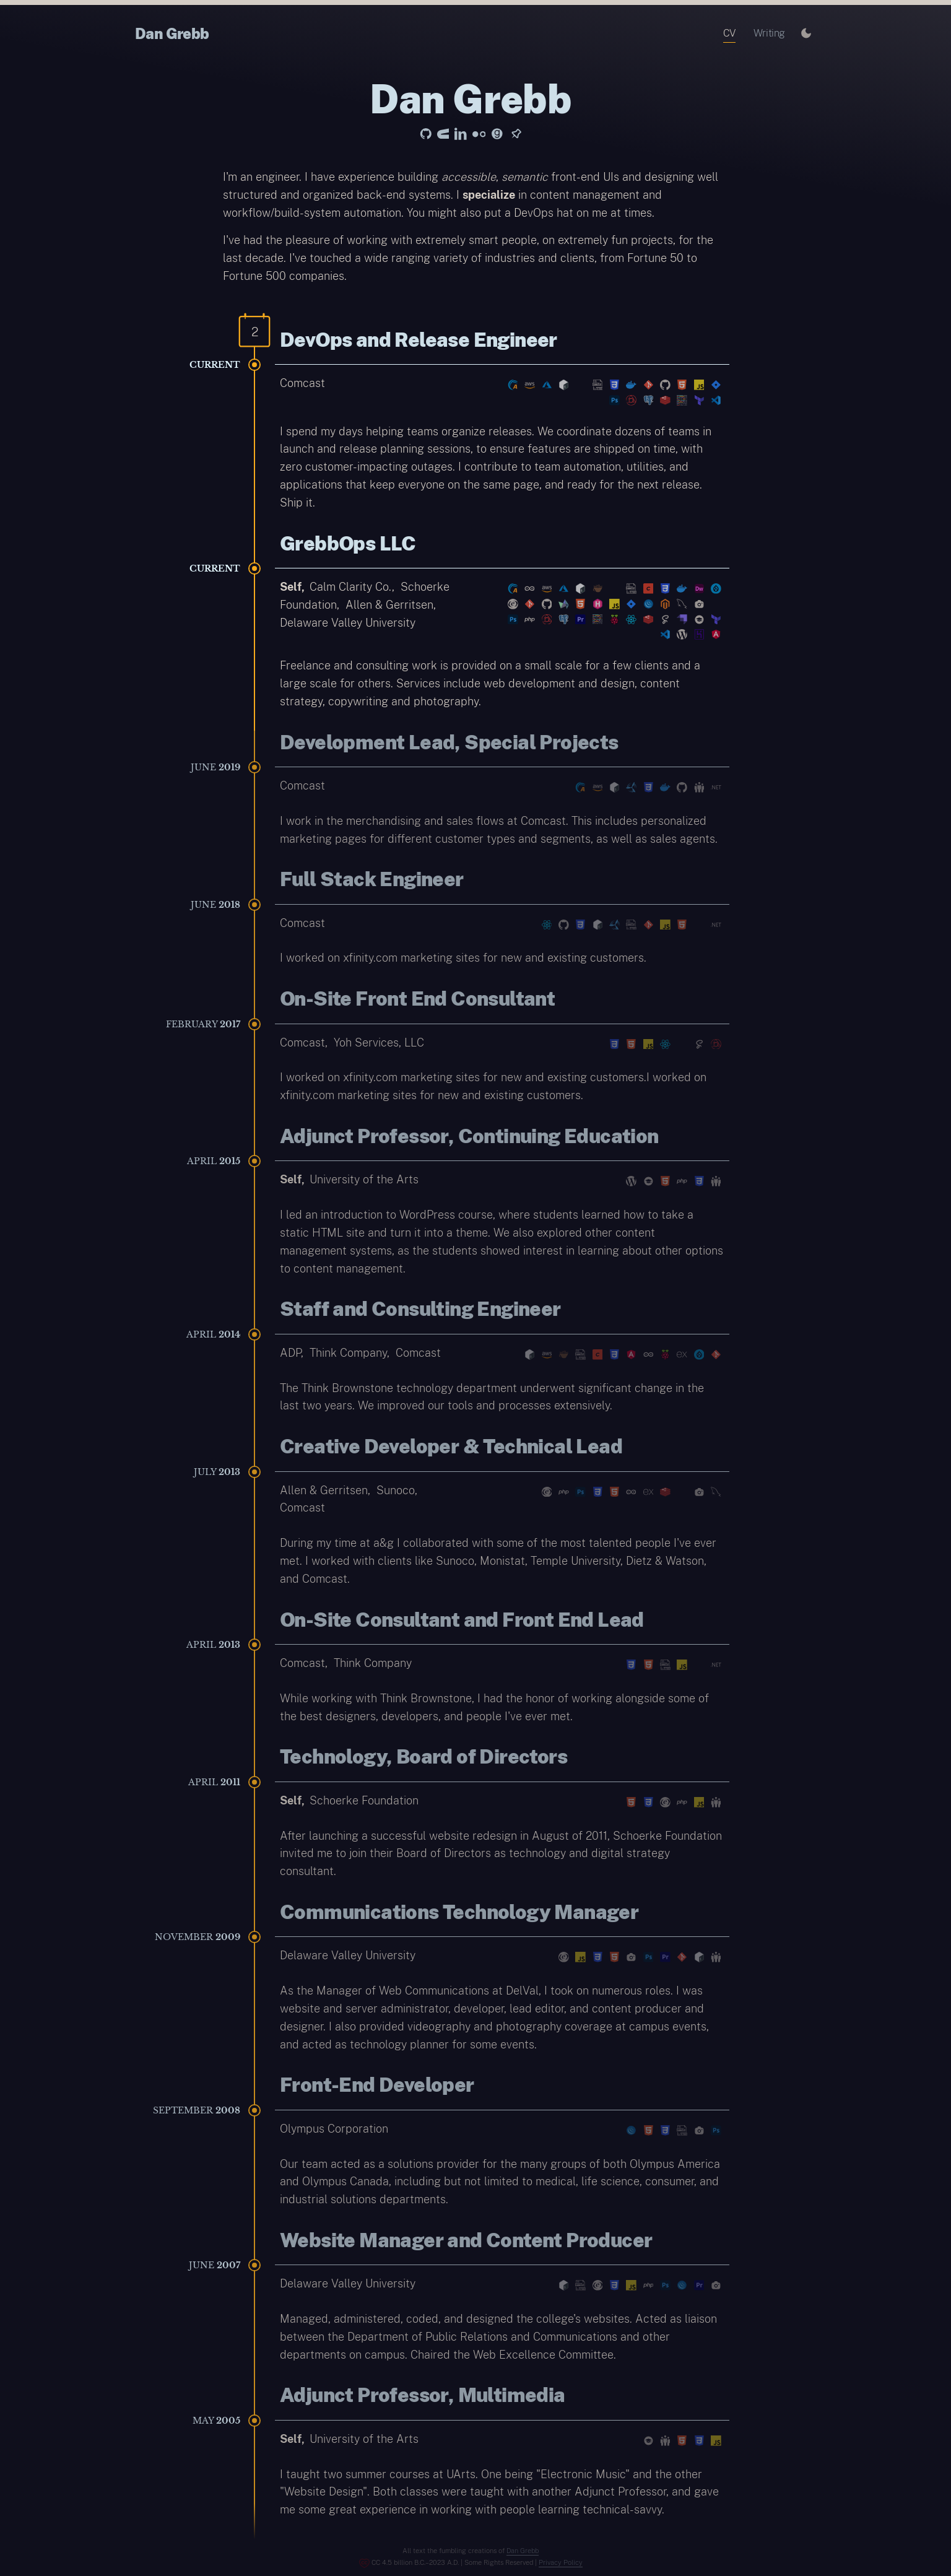 Dan Grebb
CV Writing
Dan Grebb
I'm an engineer. I have experience building accessible, semantic front-end UIs and designing well
structured and organized back-end systems. I specialize in content management and
workflow/build-system automation. You might also put a DevOps hat on me at times.
I've had the pleasure of working with extremely smart people, on extremely fun projects, for the
last decade. I've touched a wide ranging variety of industries and clients, from Fortune 50 to
Fortune 500 companies.
2
DevOps and Release Engineer
CURRENT
Comcast
I spend my days helping teams organize releases. We coordinate dozens of teams in
launch and release planning sessions, to ensure features are shipped on time, with
zero customer-impacting outages. I contribute to team automation, utilities, and
applications that keep everyone on the same page, and ready for the next release.
Ship it.
GrebbOps LLC
CURRENT
Self, Calm Clarity Co., Schoerke
Foundation, Allen & Gerritsen,
Delaware Valley University
Freelance and consulting work is provided on a small scale for a few clients and a
large scale for others. Services include web development and design, content
strategy, copywriting and photography.
Development Lead, Special Projects
JUNE 2019
Comcast
I work in the merchandising and sales flows at Comcast. This includes personalized
marketing pages for different customer types and segments, as well as sales agents.
Full Stack Engineer
JUNE 2018
Comcast
I worked on xfinity.com marketing sites for new and existing customers.
On-Site Front End Consultant
FEBRUARY 2017
Comcast, Yoh Services, LLC
I worked on xfinity.com marketing sites for new and existing customers.I worked on
xfinity.com marketing sites for new and existing customers.
Adjunct Professor, Continuing Education
APRIL 2015
Self, University of the Arts
I led an introduction to WordPress course, where students learned how to take a
static HTML site and turn it into a theme. We also explored other content
management systems, as the students showed interest in learning about other options
to content management.
Staff and Consulting Engineer
APRIL 2014
ADP, Think Company, Comcast
The Think Brownstone technology department underwent significant change in the
last two years. We improved our tools and processes extensively.
Creative Developer & Technical Lead
JULY 2013
Allen & Gerritsen, Sunoco,
Comcast
During my time at a&g I collaborated with some of the most talented people I've ever
met. I worked with clients like Sunoco, Monistat, Temple University, Dietz & Watson,
and Comcast.
On-Site Consultant and Front End Lead
APRIL 2013
Comcast, Think Company
While working with Think Brownstone, I had the honor of working alongside some of
the best designers, developers, and people I've ever met.
Technology, Board of Directors
APRIL 2011
Self, Schoerke Foundation
After launching a successful website redesign in August of 2011, Schoerke Foundation
invited me to join their Board of Directors as technology and digital strategy
consultant.
Communications Technology Manager
NOVEMBER 2009
Delaware Valley University
As the Manager of Web Communications at DelVal, I took on numerous roles. I was
website and server administrator, developer, lead editor, and content producer and
designer. I also provided videography and photography coverage at campus events,
and acted as technology planner for some events.
Front-End Developer
SEPTEMBER 2008
Olympus Corporation
Our team acted as a solutions provider for the many groups of both Olympus America
and Olympus Canada, including but not limited to medical, life science, consumer, and
industrial solutions departments.
Website Manager and Content Producer
JUNE 2007
Delaware Valley University
Managed, administered, coded, and designed the college's websites. Acted as liaison
between the Department of Public Relations and Communications and other
departments on campus. Chaired the Web Excellence Committee.
Adjunct Professor, Multimedia
MAY 2005
Self, University of the Arts
I taught two summer courses at UArts. One being "Electronic Music" and the other
"Website Design". Both classes were taught with another Adjunct Professor, and gave
me some great experience in working with people learning technical-savvy.
All text the fumbling creations of Dan Grebb
CC 4.5 billion B.C.-2023 A.D. | Some Rights Reserved | Privacy Policy